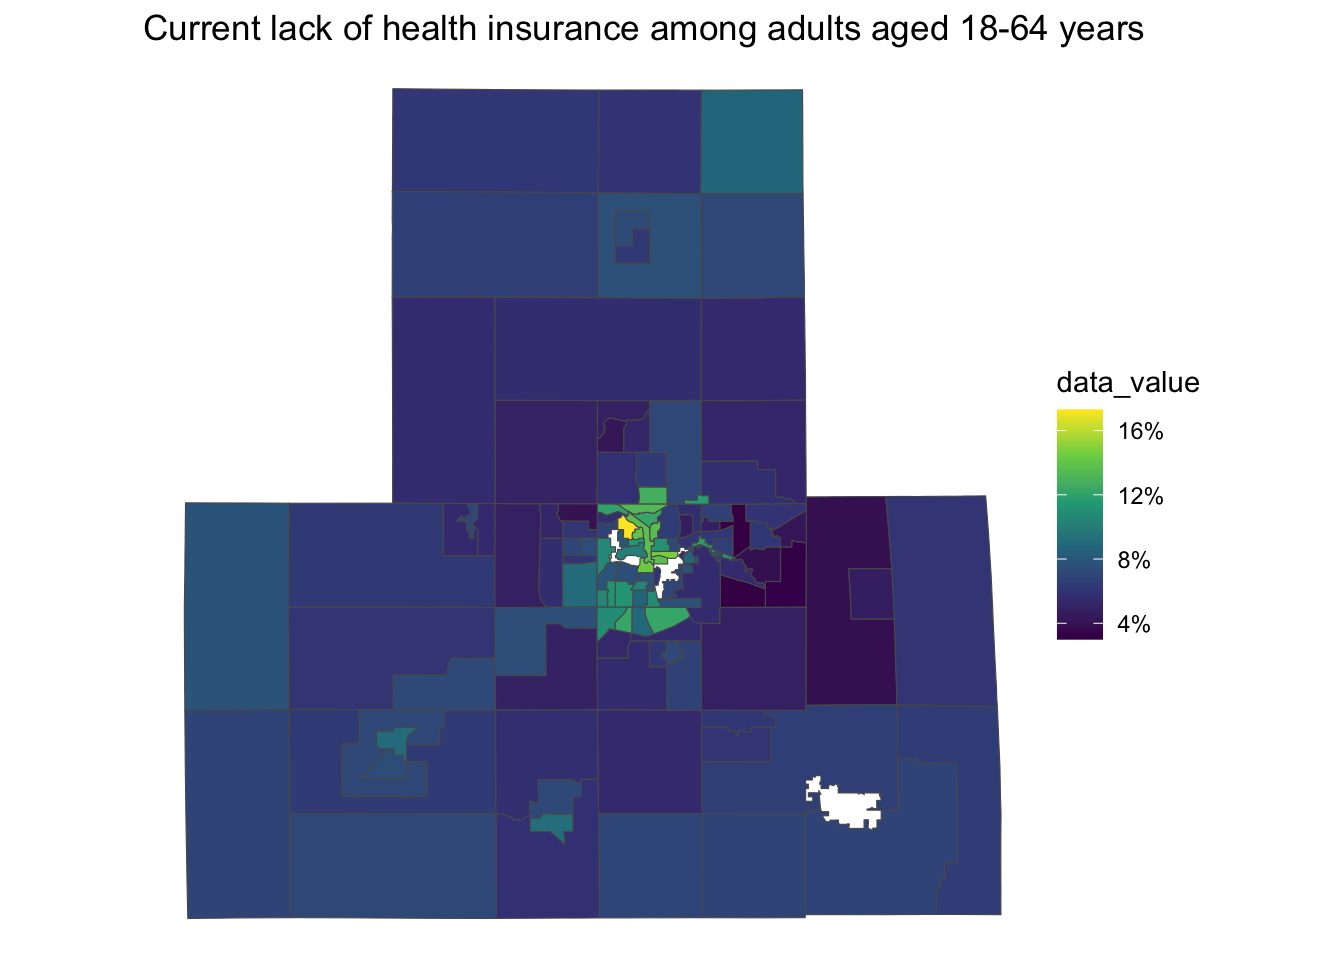 Current lack of health insurance among adults aged 18-64 years
data_value
16%
12%
8%
4%